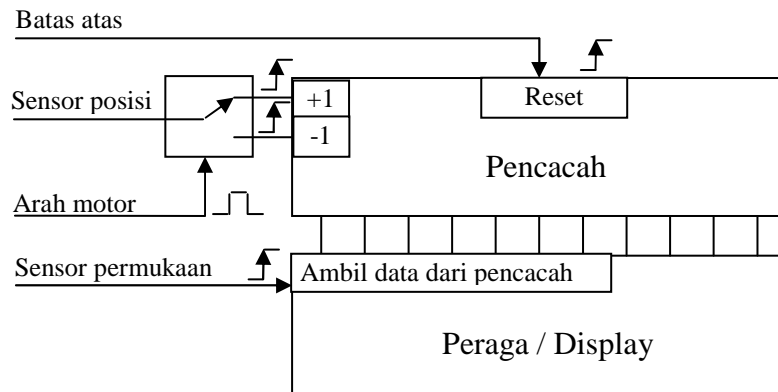 Batas atas
Sensor posisi
+1
Reset
-1
Pencacah
Arah motor
Sensor permukaan
Ambil data dari pencacah
Peraga / Display